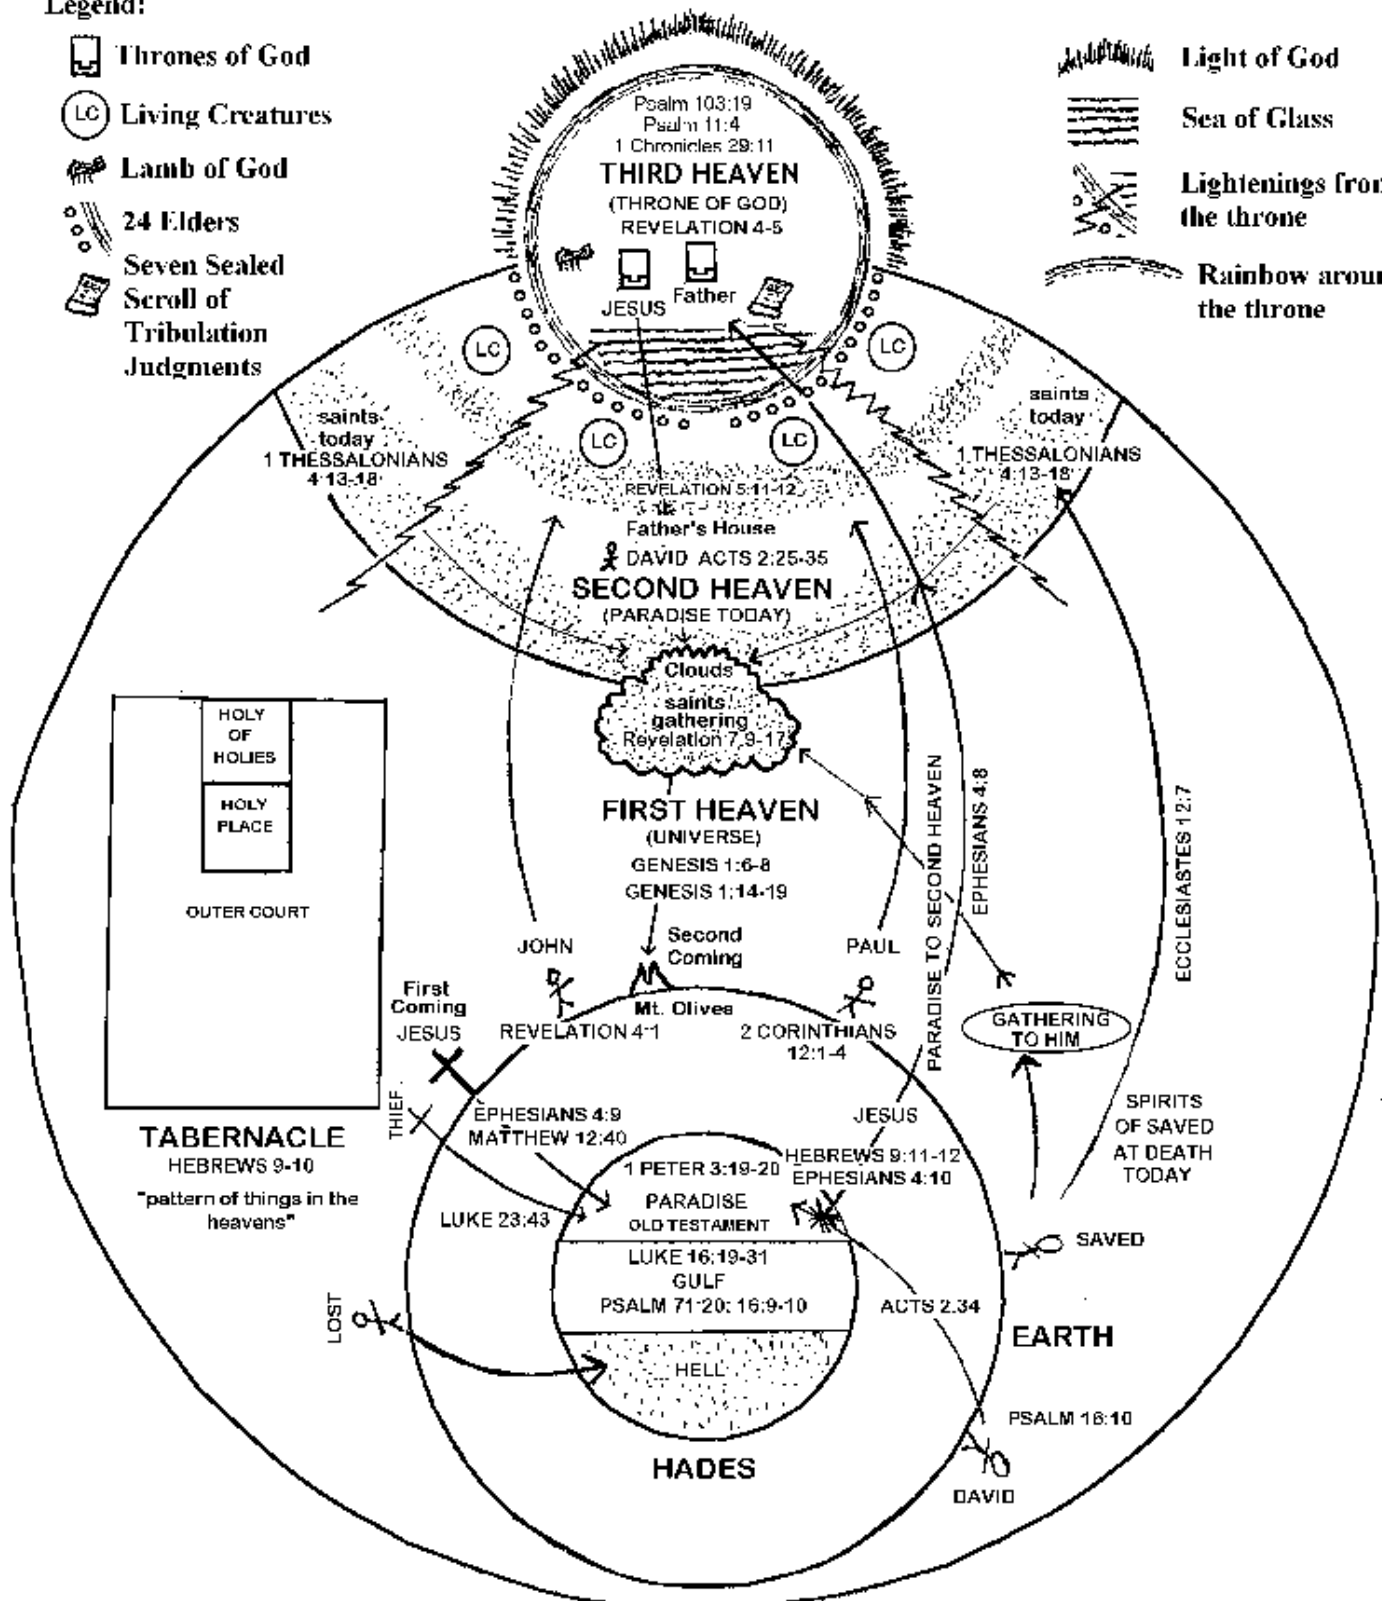 Legend:
Thrones of God
LC Living Creatures
Lamb of God
24 Elders
Seven Sealed
Scroll of
Tribulation
Judgments
Light of God
Sea of Glass
Lightenings from
the throne
Rainbow arou
the throne
Psalm 103:19
Psalm 11:4
1 Chronicles 29:11
THIRD HEAVEN
(THRONE OF GOD)
REVELATION 4-5
JESUS
Father
LC
LC
LC
LC
saints
today
1 THESSALONIANS
4:13-18
saints
today
1 THESSALONIANS
4:13-18
REVELATION 5:11-12
Father's House
DAVID ACTS 2:25-35
SECOND HEAVEN
(PARADISE TODAY)
Clouds
saints
gathering
Revelation 7:9-17
FIRST HEAVEN
(UNIVERSE)
GENESIS 1:6-8
GENESIS 1:14-19
HOLY
OF
HOLIES
HOLY
PLACE
OUTER COURT
TABERNACLE
HEBREWS 9-10
"pattern of things in the
heavens"
JOHN
Second
Coming
PAUL
PARADISE TO SECOND HEAVEN
EPHESIANS 4:8
ECCLESIASTES 12:7
First
Coming
JESUS
Mt. Olives
REVELATION 4:1
2 CORINTHIANS
12:1-4
GATHERING
TO HIM
THIEF
EPHESIANS 4:9
MATTHEW 12:40
JESUS
SPIRITS
OF SAVED
AT DEATH
TODAY
1 PETER 3:19-20
HEBREWS 9:11-12
EPHESIANS 4:10
PARADISE
OLD TESTAMENT
LUKE 23:43
SAVED
LUKE 16:19-31
GULF
PSALM 71:20; 16:9-10
ACTS 2:34
LOST
EARTH
HELL
PSALM 16:10
HADES
DAVID